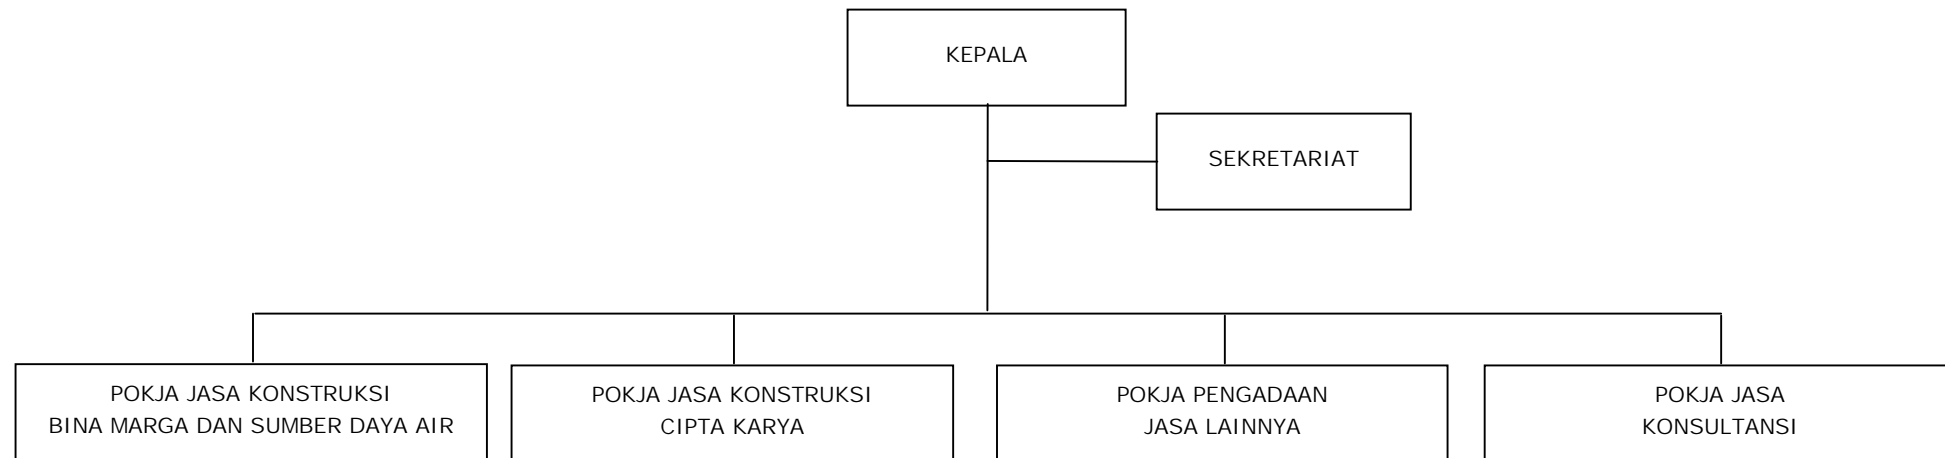 KEPALA
SEKRETARIAT
POKJA JASA KONSTRUKSI
BINA MARGA DAN SUMBER DAYA AIR
POKJA JASA KONSTRUKSI
CIPTA KARYA
POKJA PENGADAAN
JASA LAINNYA
POKJA JASA
KONSULTANSI